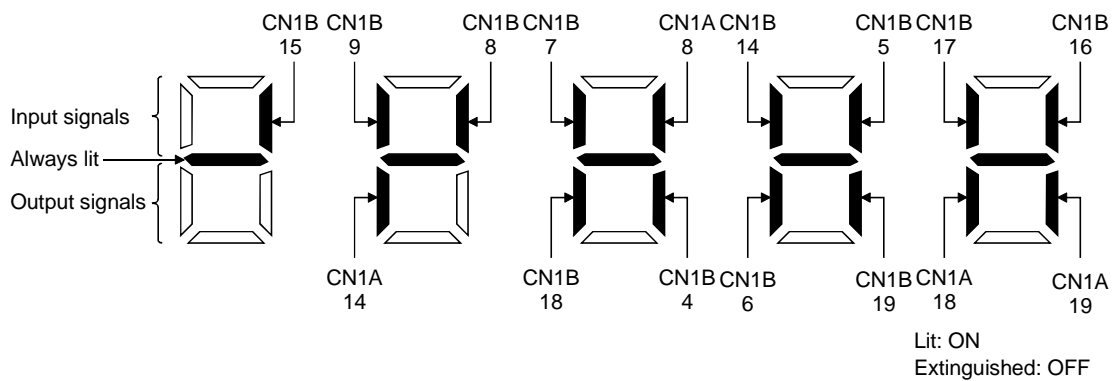 CN1B CN1B CN1B CN1B CN1A CN1B CN1B CN1B CN1B
15 9 8 7 8 14 5 17 16
Input signals
Always lit
Output signals
CN1A CN1B CN1B CN1B CN1B CN1A CN1A
14 18 4 6 19 18 19
Lit: ON
Extinguished: OFF